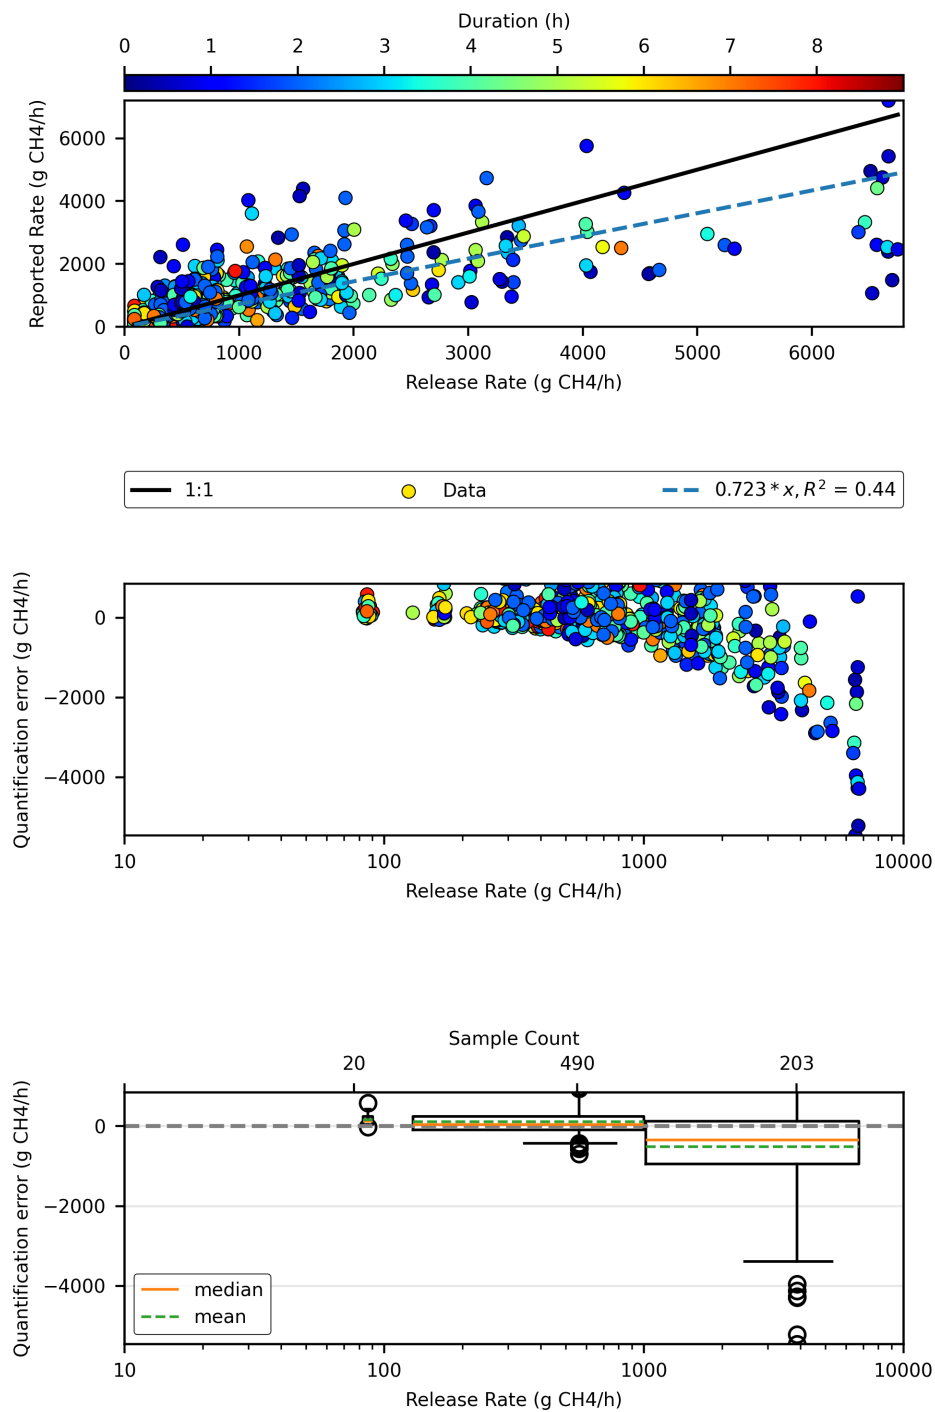 Duration (h)
0 1 2 3 4 5 6 7 8
Reported Rate (g CH4/h)
6000
4000
2000
0
0 1000 2000 3000 4000 5000 6000
Release Rate (g CH4/h)
1:1 Data 0.723 * x, R² = 0.44
Quantification error (g CH4/h)
0
−2000
−4000
10 100 1000 10000
Release Rate (g CH4/h)
Sample Count
20 490 203
Quantification error (g CH4/h)
0
−2000
−4000
median
mean
10 100 1000 10000
Release Rate (g CH4/h)